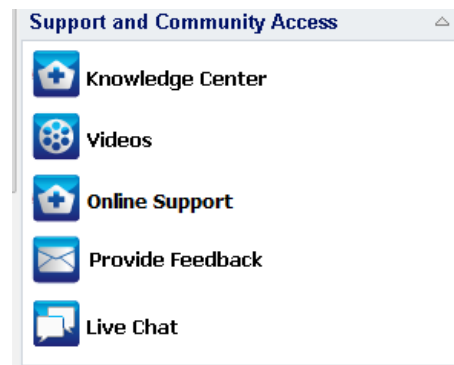 Support and Community Access
Knowledge Center
Videos
Online Support
Provide Feedback
Live Chat